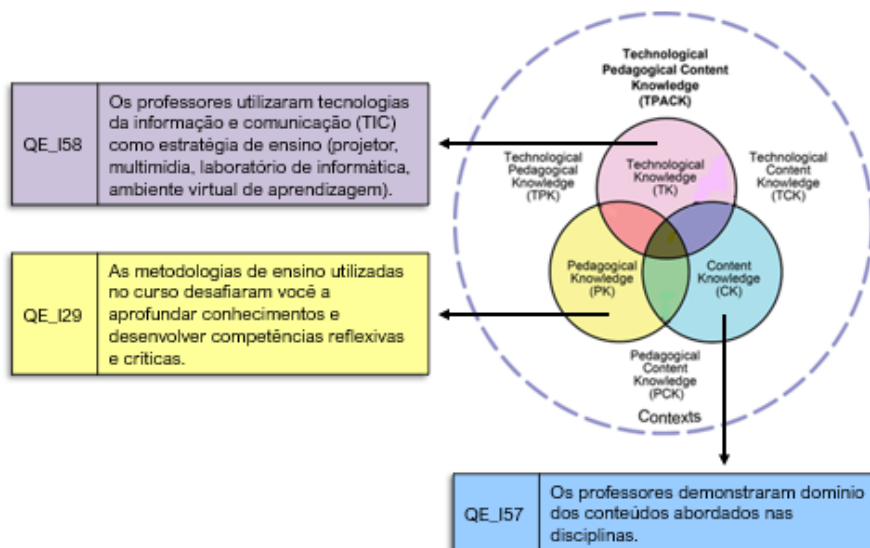 Technological
Pedagogical Content
Knowledge
(TPACK)
QE_I58
Os professores utilizaram tecnologias
da informação e comunicação (TIC)
como estratégia de ensino (projetor,
multimídia, laboratório de informática,
ambiente virtual de aprendizagem).
Technological
Pedagogical
Knowledge
(TPK)
Technological
Knowledge
(TK)
Technological
Content
Knowledge
(TCK)
QE_I29
As metodologias de ensino utilizadas
no curso desafiaram você a
aprofundar conhecimentos e
desenvolver competências reflexivas
e críticas.
Pedagogical
Knowledge
(PK)
Content
Knowledge
(CK)
Pedagogical
Content
Knowledge
(PCK)
Contexts
QE_I57
Os professores demonstraram domínio
dos conteúdos abordados nas
disciplinas.